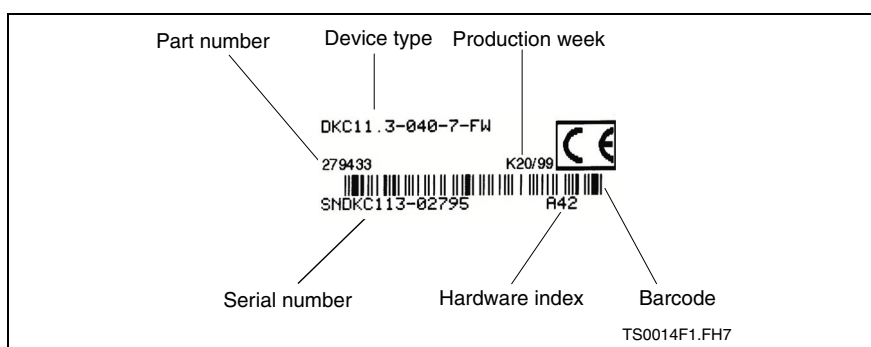 Part number Device type Production week
DKC11.3-040-7-FW
CE
279433 K20/99
SNDKC113-02795 A42
Serial number Hardware index Barcode
TS0014F1.FH7